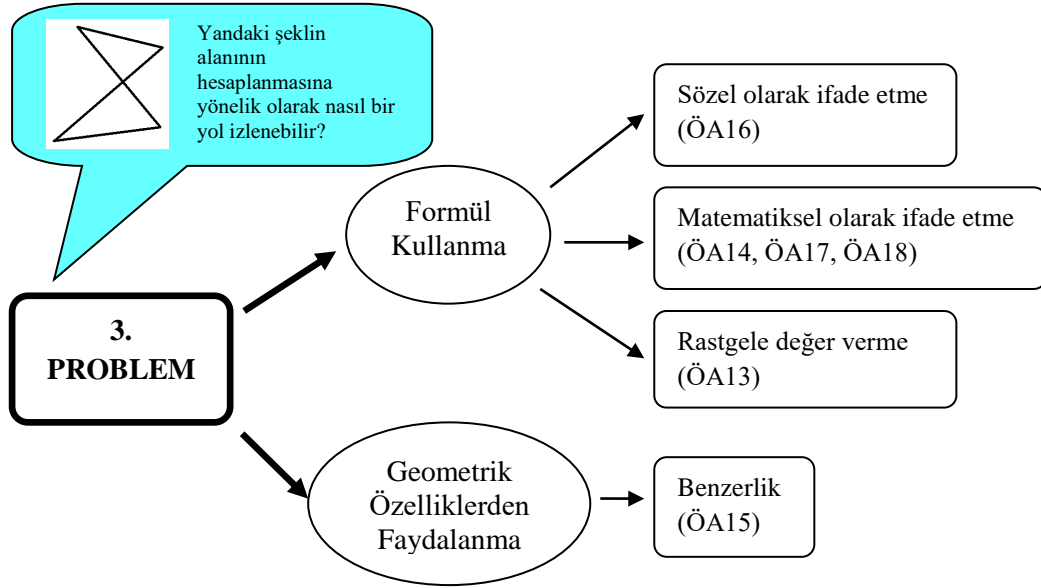 Yandaki şeklin
alanının
hesaplanmasına
yönelik olarak nasıl bir
yol izlenebilir?
3.
PROBLEM
Formül
Kullanma
Sözel olarak ifade etme
(ÖA16)
Matematiksel olarak ifade etme
(ÖA14, ÖA17, ÖA18)
Rastgele değer verme
(ÖA13)
Geometrik
Özelliklerden
Faydalanma
Benzerlik
(ÖA15)